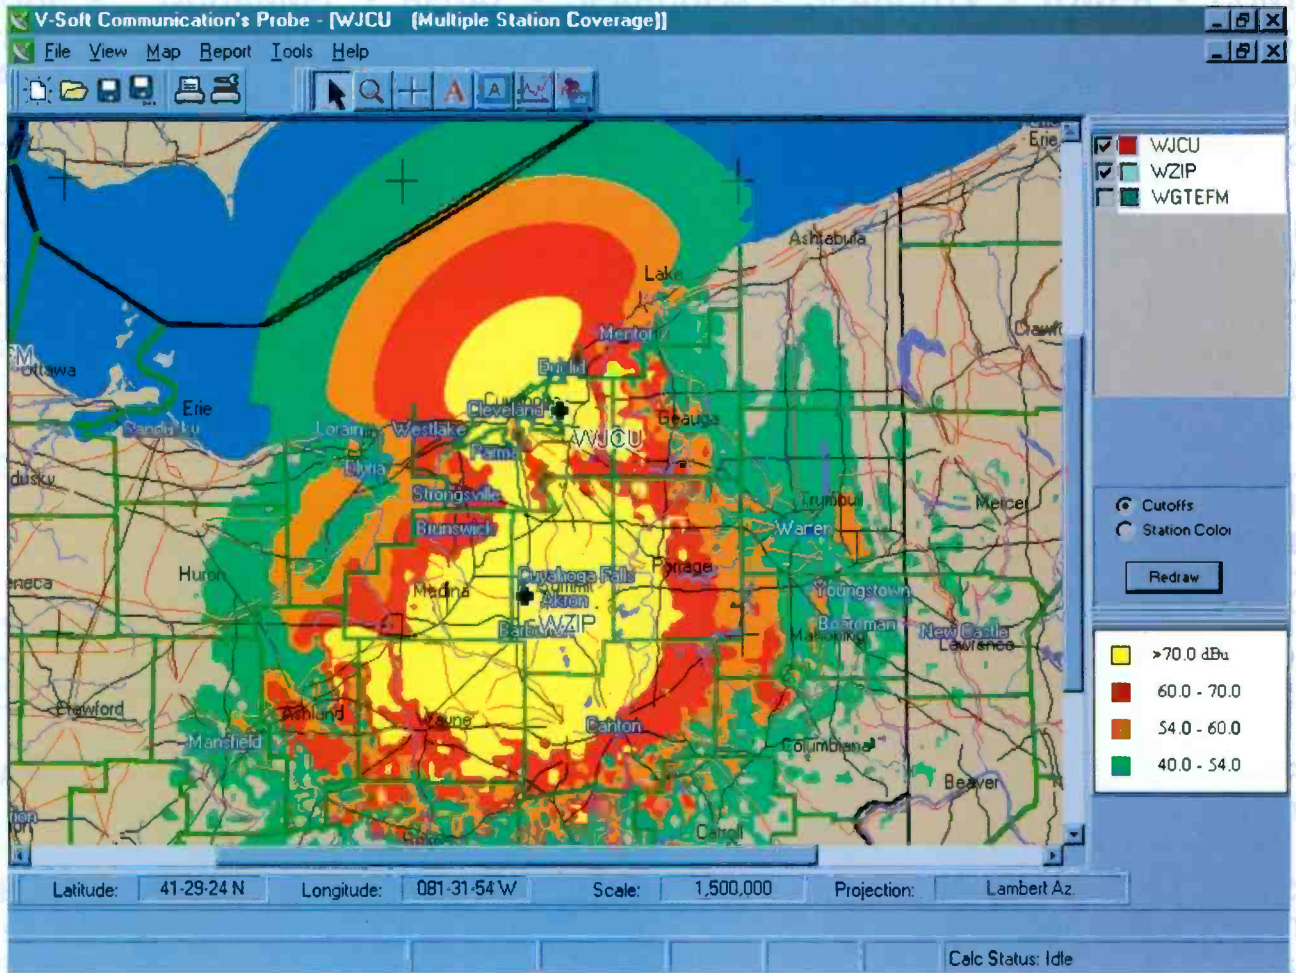 V-Soft Communication's Probe - [WJCU (Multiple Station Coverage)]
File View Map Report Tools Help
A A
WJCU
WZIP
WGTEFM
Erie
Ashtabula
Lake
Mentor
Euclid
Ottawa
Erie
Sandusky
Cleveland
Geauga
Lorain
Westlake
WJCU
Parma
Elyria
Strongsville
Brunswick
Trumbull
Mercer
Warren
Cutoffs
Station Color
Redraw
Huron
Medina
Cuyahoga Falls
Summit
Akron
Portage
Youngstown
WZIP
Boardman
Mahoning
New Castle
Lawrence
Crawford
Ashland
Wayne
Canton
Mansfield
Columbiana
Beaver
Carroll
>70.0 dBu
60.0 - 70.0
54.0 - 60.0
40.0 - 54.0
Latitude: 41-29-24 N Longitude: 081-31-54 W Scale: 1,500,000 Projection: Lambert Az.
Calc Status: Idle